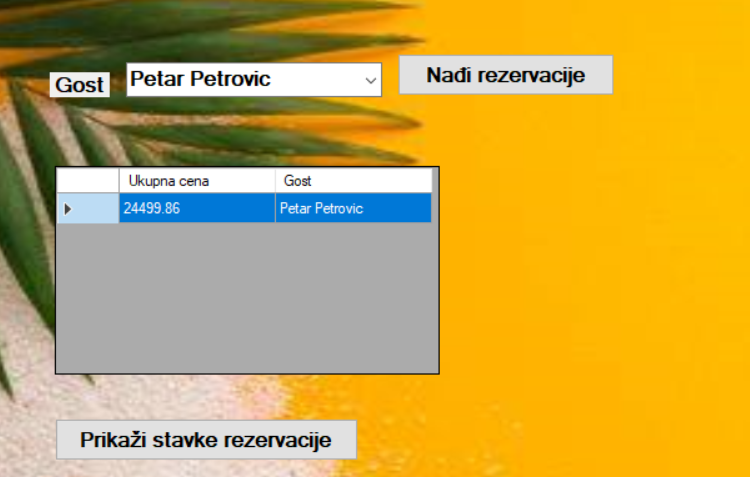 Gost Petar Petrovic Nađi rezervacije
Ukupna cena Gost
24499.86 Petar Petrovic
Prikaži stavke rezervacije